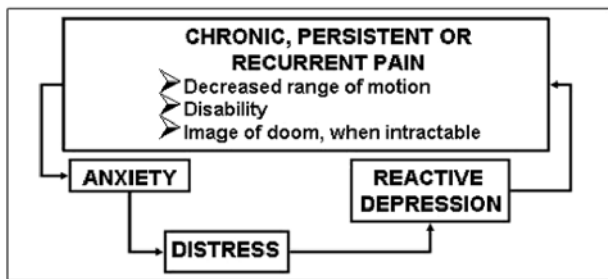 CHRONIC, PERSISTENT OR
RECURRENT PAIN
Decreased range of motion
Disability
Image of doom, when intractable
ANXIETY
REACTIVE
DEPRESSION
DISTRESS